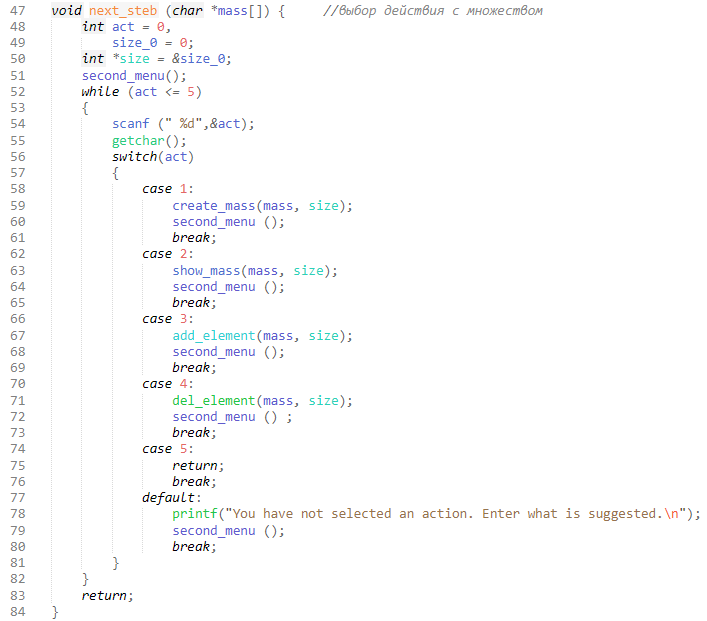 47 void next_steb (char *mass[]) {     //выбор действия с множеством
48     int act = 0,
49         size_0 = 0;
50     int *size = &size_0;
51     second_menu();
52     while (act <= 5)
53     {
54         scanf (" %d",&act);
55         getchar();
56         switch(act)
57         {
58             case 1:
59                 create_mass(mass, size);
60                 second_menu ();
61                 break;
62             case 2:
63                 show_mass(mass, size);
64                 second_menu ();
65                 break;
66             case 3:
67                 add_element(mass, size);
68                 second_menu ();
69                 break;
70             case 4:
71                 del_element(mass, size);
72                 second_menu () ;
73                 break;
74             case 5:
75                 return;
76                 break;
77             default:
78                 printf("You have not selected an action. Enter what is suggested.\n");
79                 second_menu ();
80                 break;
81         }
82     }
83     return;
84 }